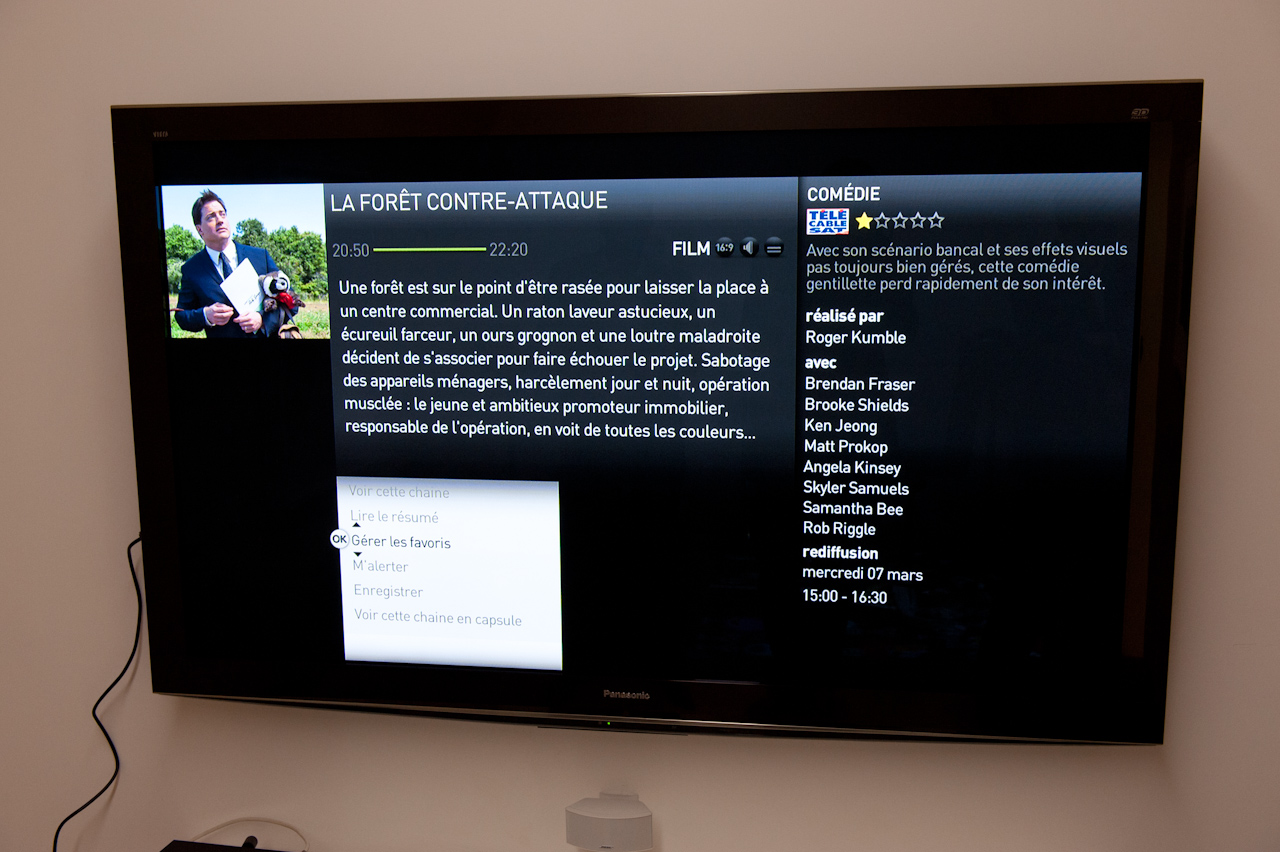 LA FORÊT CONTRE-ATTAQUE
20:50 22:20 FILM 16:9
Une forêt est sur le point d'être rasée pour laisser la place à
un centre commercial. Un raton laveur astucieux, un
écureuil farceur, un ours grognon et une loutre maladroite
décident de s'associer pour faire échouer le projet. Sabotage
des appareils ménagers, harcèlement jour et nuit, opération
musclée : le jeune et ambitieux promoteur immobilier,
responsable de l'opération, en voit de toutes les couleurs...
Voir cette chaine
Lire le résumé
OK Gérer les favoris
M'alerter
Enregistrer
Voir cette chaine en capsule
COMÉDIE
TÉLÉ
CABLE
SAT
Avec son scénario bancal et ses effets visuels
pas toujours bien gérés, cette comédie
gentillette perd rapidement de son intérêt.
réalisé par
Roger Kumble
avec
Brendan Fraser
Brooke Shields
Ken Jeong
Matt Prokop
Angela Kinsey
Skyler Samuels
Samantha Bee
Rob Riggle
rediffusion
mercredi 07 mars
15:00 - 16:30
Panasonic